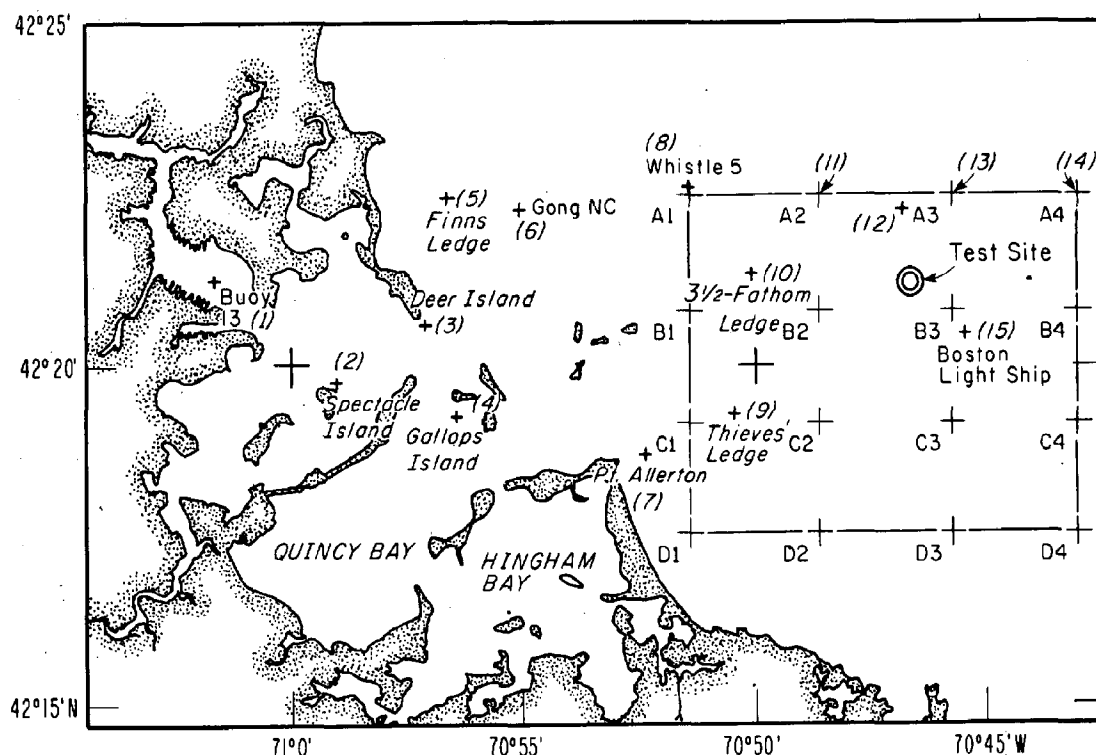 42°25'
(8)
Whistle 5
(11)
(13)
(14)
(5)
Finns
Ledge
Gong NC
(6)
A1
A2
(12)
A3
A4
Test Site
Buoy
13 (1)
Deer Island
(3)
(10)
3½-Fathom
Ledge
B1
B2
B3
(15)
B4
Boston
Light Ship
42°20'
(2)
Spectacle
Island
(4)
Gallops
Island
(9)
Thieves'
Ledge
C1
C2
C3
C4
Pt. Allerton
(7)
QUINCY BAY
HINGHAM
BAY
D1
D2
D3
D4
42°15'N
71°0'
70°55'
70°50'
70°45'W